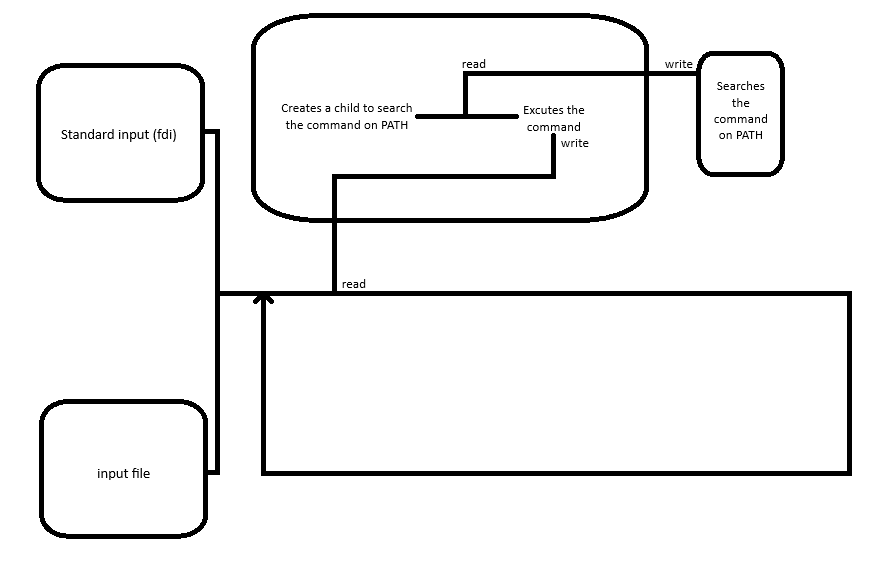 read
write
Searches
the
command
on PATH
Creates a child to search
the command on PATH
Excutes the
command
write
Standard input (fdi)
read
input file